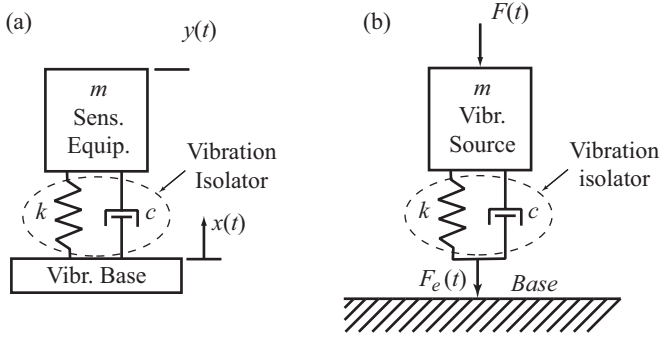 (a)
y(t)
m
Sens.
Equip.
Vibration
Isolator
k
c
x(t)
Vibr. Base
(b)
F(t)
m
Vibr.
Source
Vibration
isolator
k
c
F_e(t)
Base